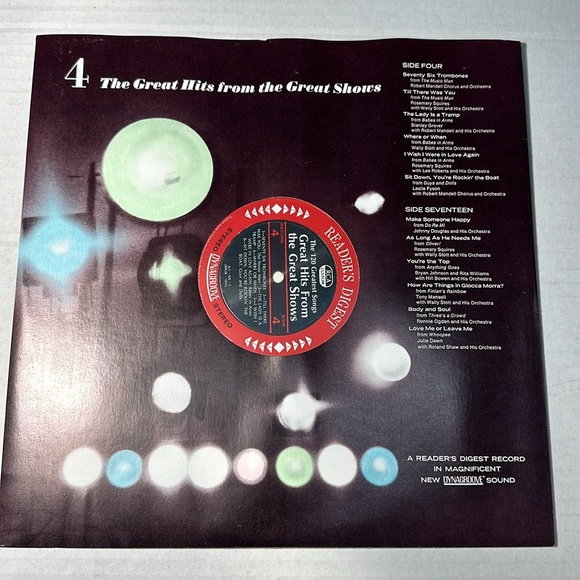 4 The Great Hits from the Great Shows
SIDE FOUR
Seventy Six Trombones
from The Music Man
Robert Mandell Chorus and Orchestra
Till There Was You
from The Music Man
Rosemary Squires
with Wally Stott and His Orchestra
The Lady Is a Tramp
from Babes in Arms
Stanley Grover
with Robert Mandell and His Orchestra
Where or When
from Babes in Arms
Wally Stott and His Orchestra
I Wish I Were in Love Again
from Babes in Arms
Rosemary Squires
with Lee Roberts and His Orchestra
Sit Down, You're Rockin' the Boat
from Guys and Dolls
Leslie Fyson
with Robert Mandell Chorus and Orchestra
SIDE SEVENTEEN
Make Someone Happy
from Do Re Mi
Johnny Douglas and His Orchestra
As Long As He Needs Me
from Oliver!
Rosemary Squires
with Wally Stott and His Orchestra
You're the Top
from Anything Goes
Bryan Johnson and Rita Williams
with Hill Bowen and His Orchestra
How Are Things in Glocca Morra?
from Finian's Rainbow
Tony Mansell
with Wally Stott and His Orchestra
Body and Soul
from Three's a Crowd
Ronnie Ogden and His Orchestra
Love Me or Leave Me
from Whoopee
Julie Dawn
with Roland Shaw and His Orchestra
A READER'S DIGEST RECORD
IN MAGNIFICENT
NEW DYNAGROOVE SOUND
READER'S DIGEST
RCA
The 120 Greatest Songs
Great Hits From
the Great Shows
4
4
STEREO
DYNAGROOVE
STEREO